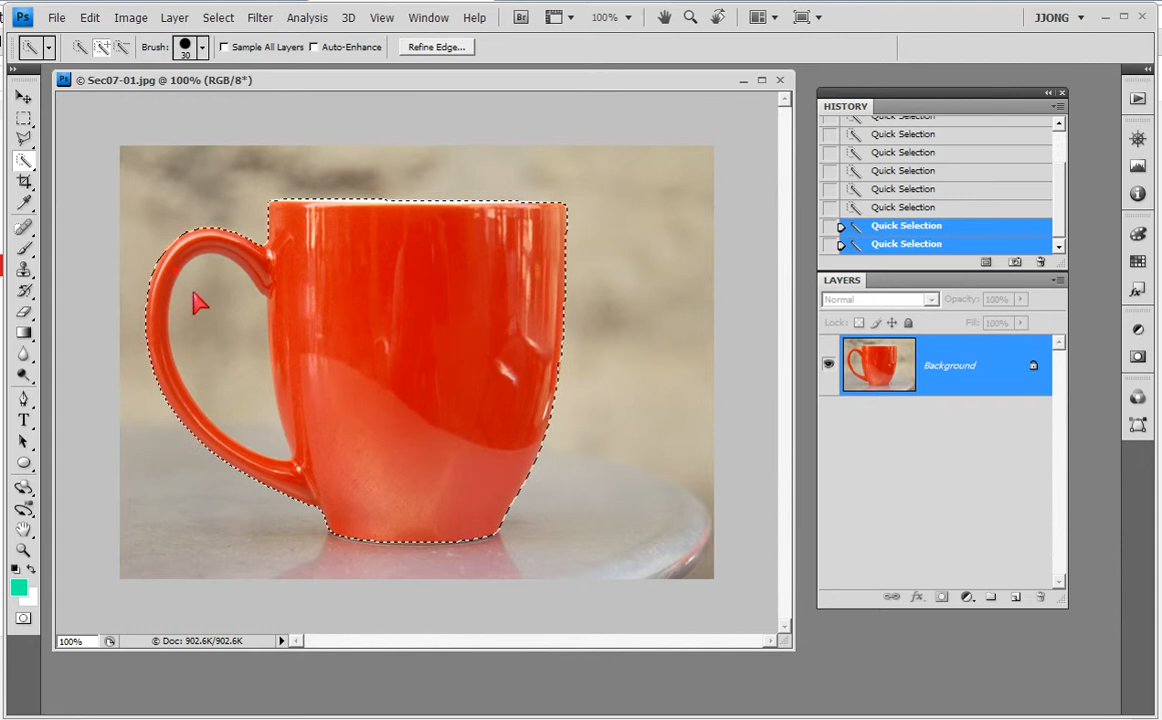 Ps File Edit Image Layer Select Filter Analysis 3D View Window Help Br 100% JJONG
Brush: 30 Sample All Layers Auto-Enhance Refine Edge...
Ps © Sec07-01.jpg @ 100% (RGB/8*)
HISTORY
Quick Selection
Quick Selection
Quick Selection
Quick Selection
Quick Selection
Quick Selection
Quick Selection
Quick Selection
LAYERS
Normal Opacity: 100%
Lock: Fill: 100%
Background
T
fx
100% © Doc: 902.6K/902.6K